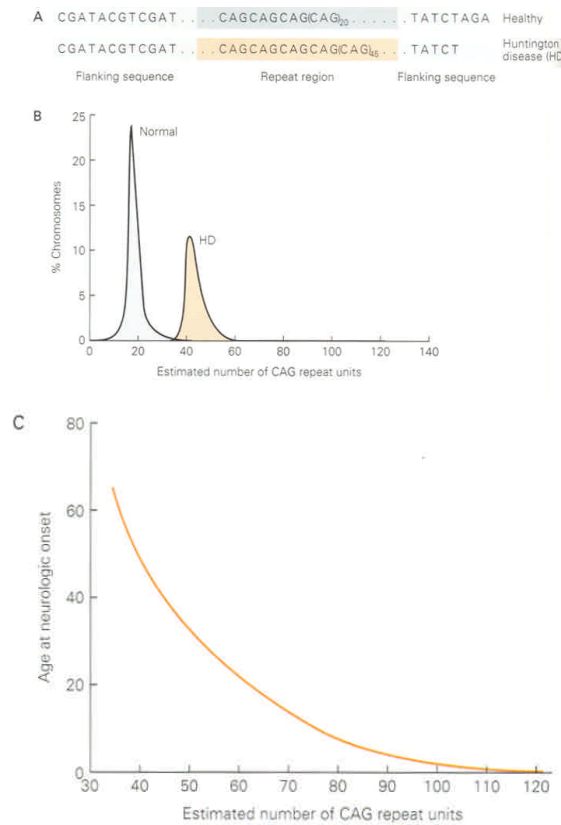 A CGATACGTCGAT....CAGCAGCAG(CAG)20......TATCTAGA Healthy
CGATACGTCGAT....CAGCAGCAGCAG(CAG)45...TATCT Huntington disease (HD
Flanking sequence Repeat region Flanking sequence
B
25
20
15
10
5
0
% Chromosomes
Normal
HD
0 20 40 60 80 100 120 140
Estimated number of CAG repeat units
C
80
60
40
20
0
Age at neurologic onset
30 40 50 60 70 80 90 100 110 120
Estimated number of CAG repeat units